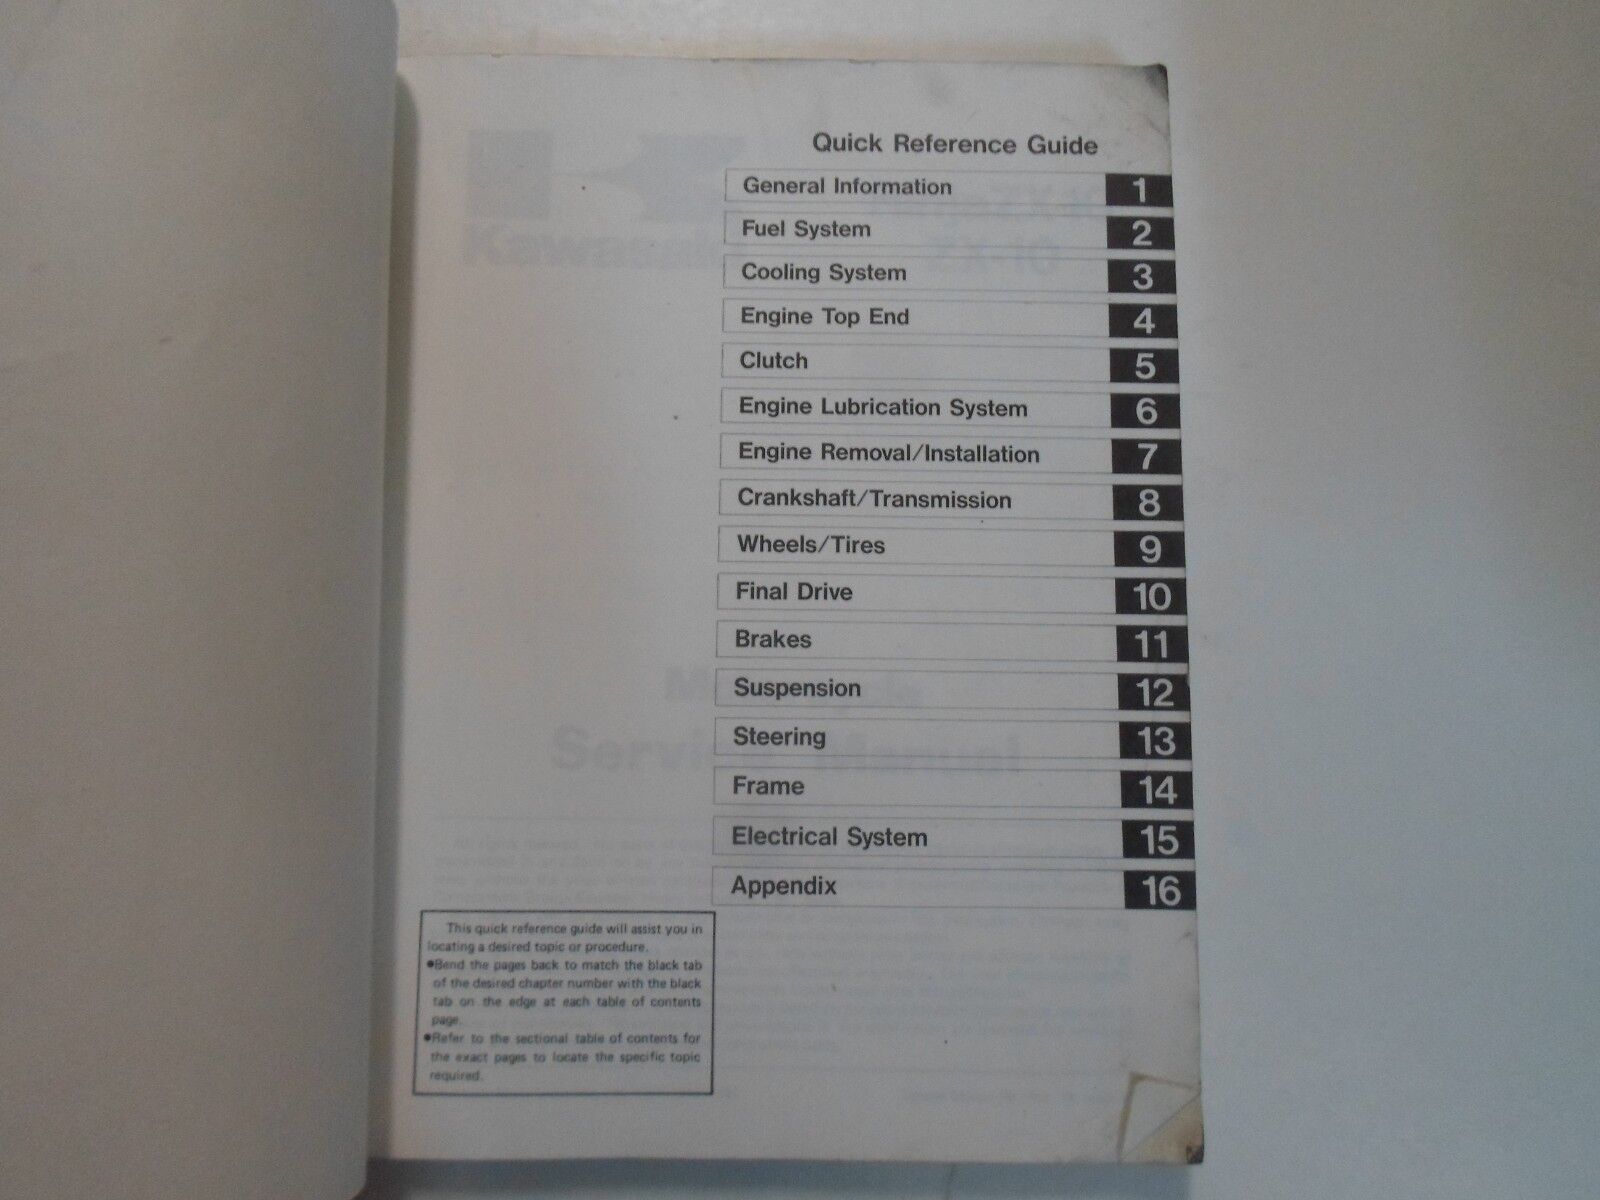 Quick Reference Guide
General Information 1
Fuel System 2
Cooling System 3
Engine Top End 4
Clutch 5
Engine Lubrication System 6
Engine Removal/Installation 7
Crankshaft/Transmission 8
Wheels/Tires 9
Final Drive 10
Brakes 11
Suspension 12
Steering 13
Frame 14
Electrical System 15
Appendix 16
This quick reference guide will assist you in
locating a desired topic or procedure.
●Bend the pages back to match the black tab
of the desired chapter number with the black
tab on the edge at each table of contents
page.
●Refer to the sectional table of contents for
the exact pages to locate the specific topic
required.
Kawasaki
ZX-10
Service Manual